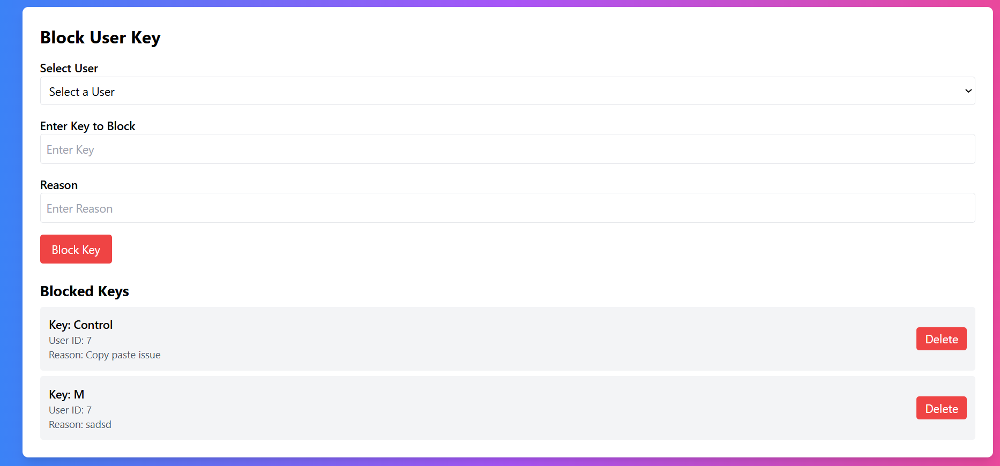 Block User Key
Select User
Select a User
Enter Key to Block
Enter Key
Reason
Enter Reason
Block Key
Blocked Keys
Key: Control
User ID: 7
Reason: Copy paste issue
Delete
Key: M
User ID: 7
Reason: sadsd
Delete